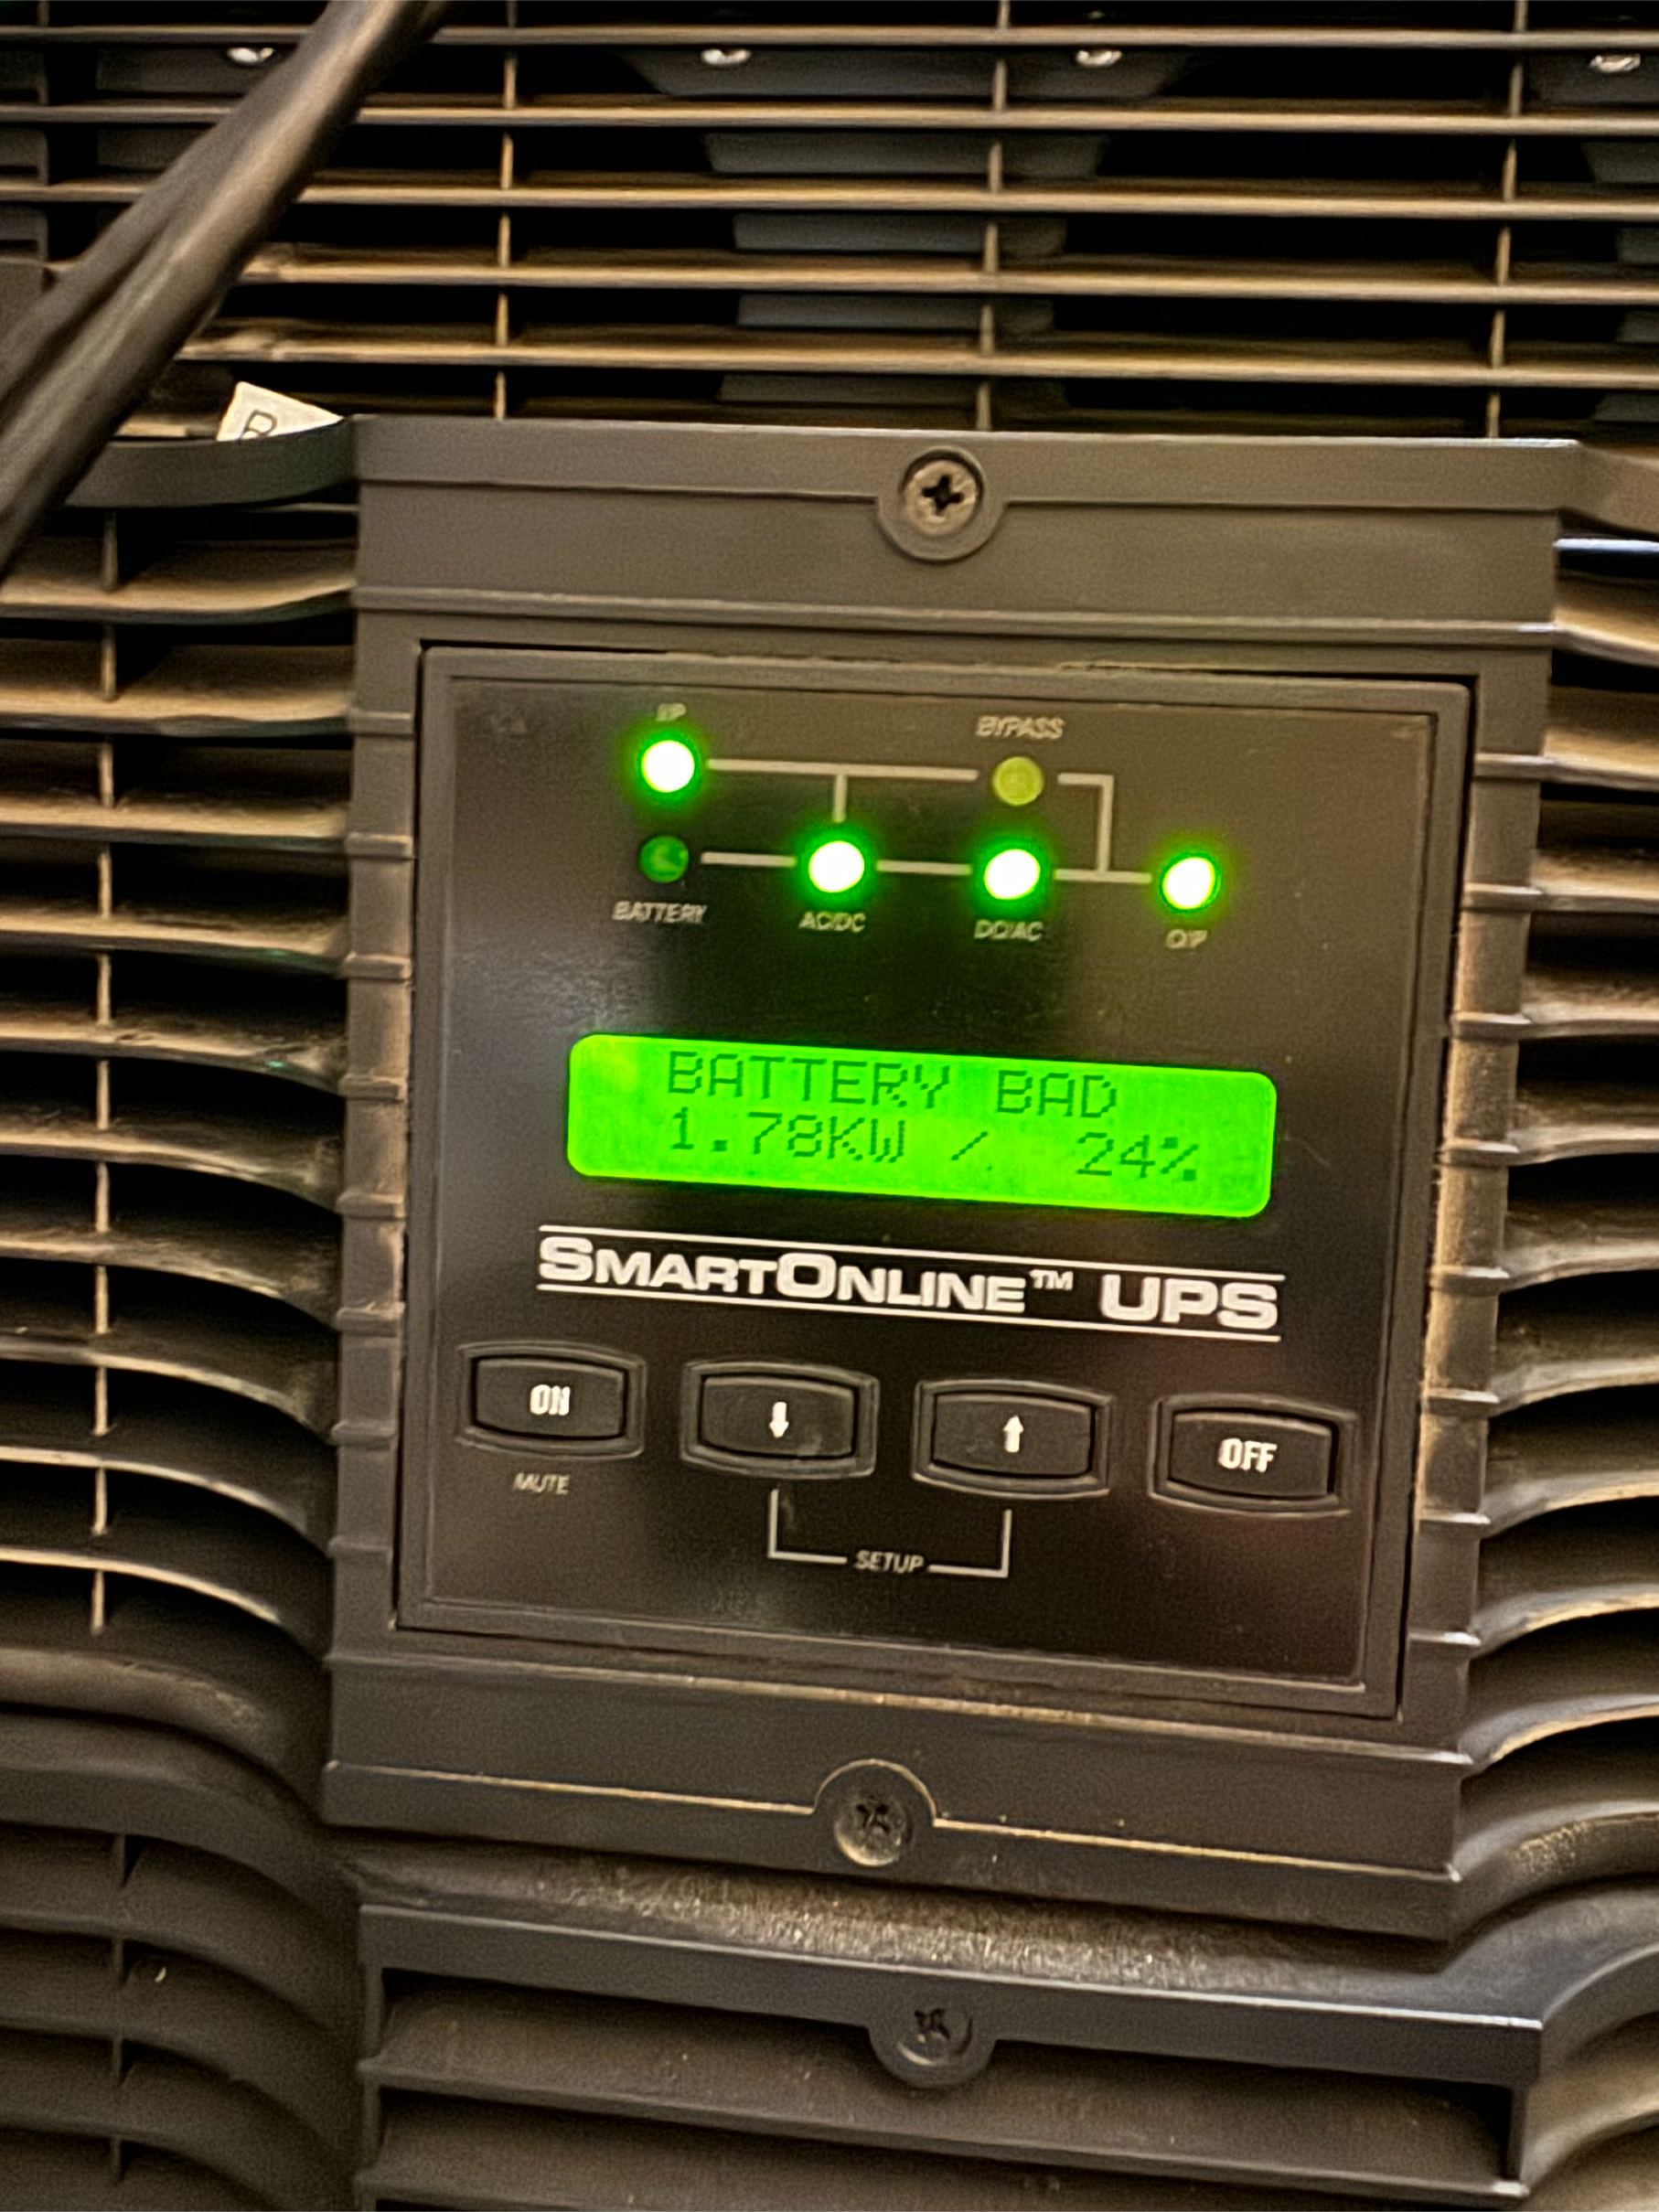 I/P
BYPASS
BATTERY
AC/DC
DC/AC
O/P
BATTERY BAD
1.78KW / 24%
SMARTONLINE™ UPS
ON
OFF
MUTE
SETUP